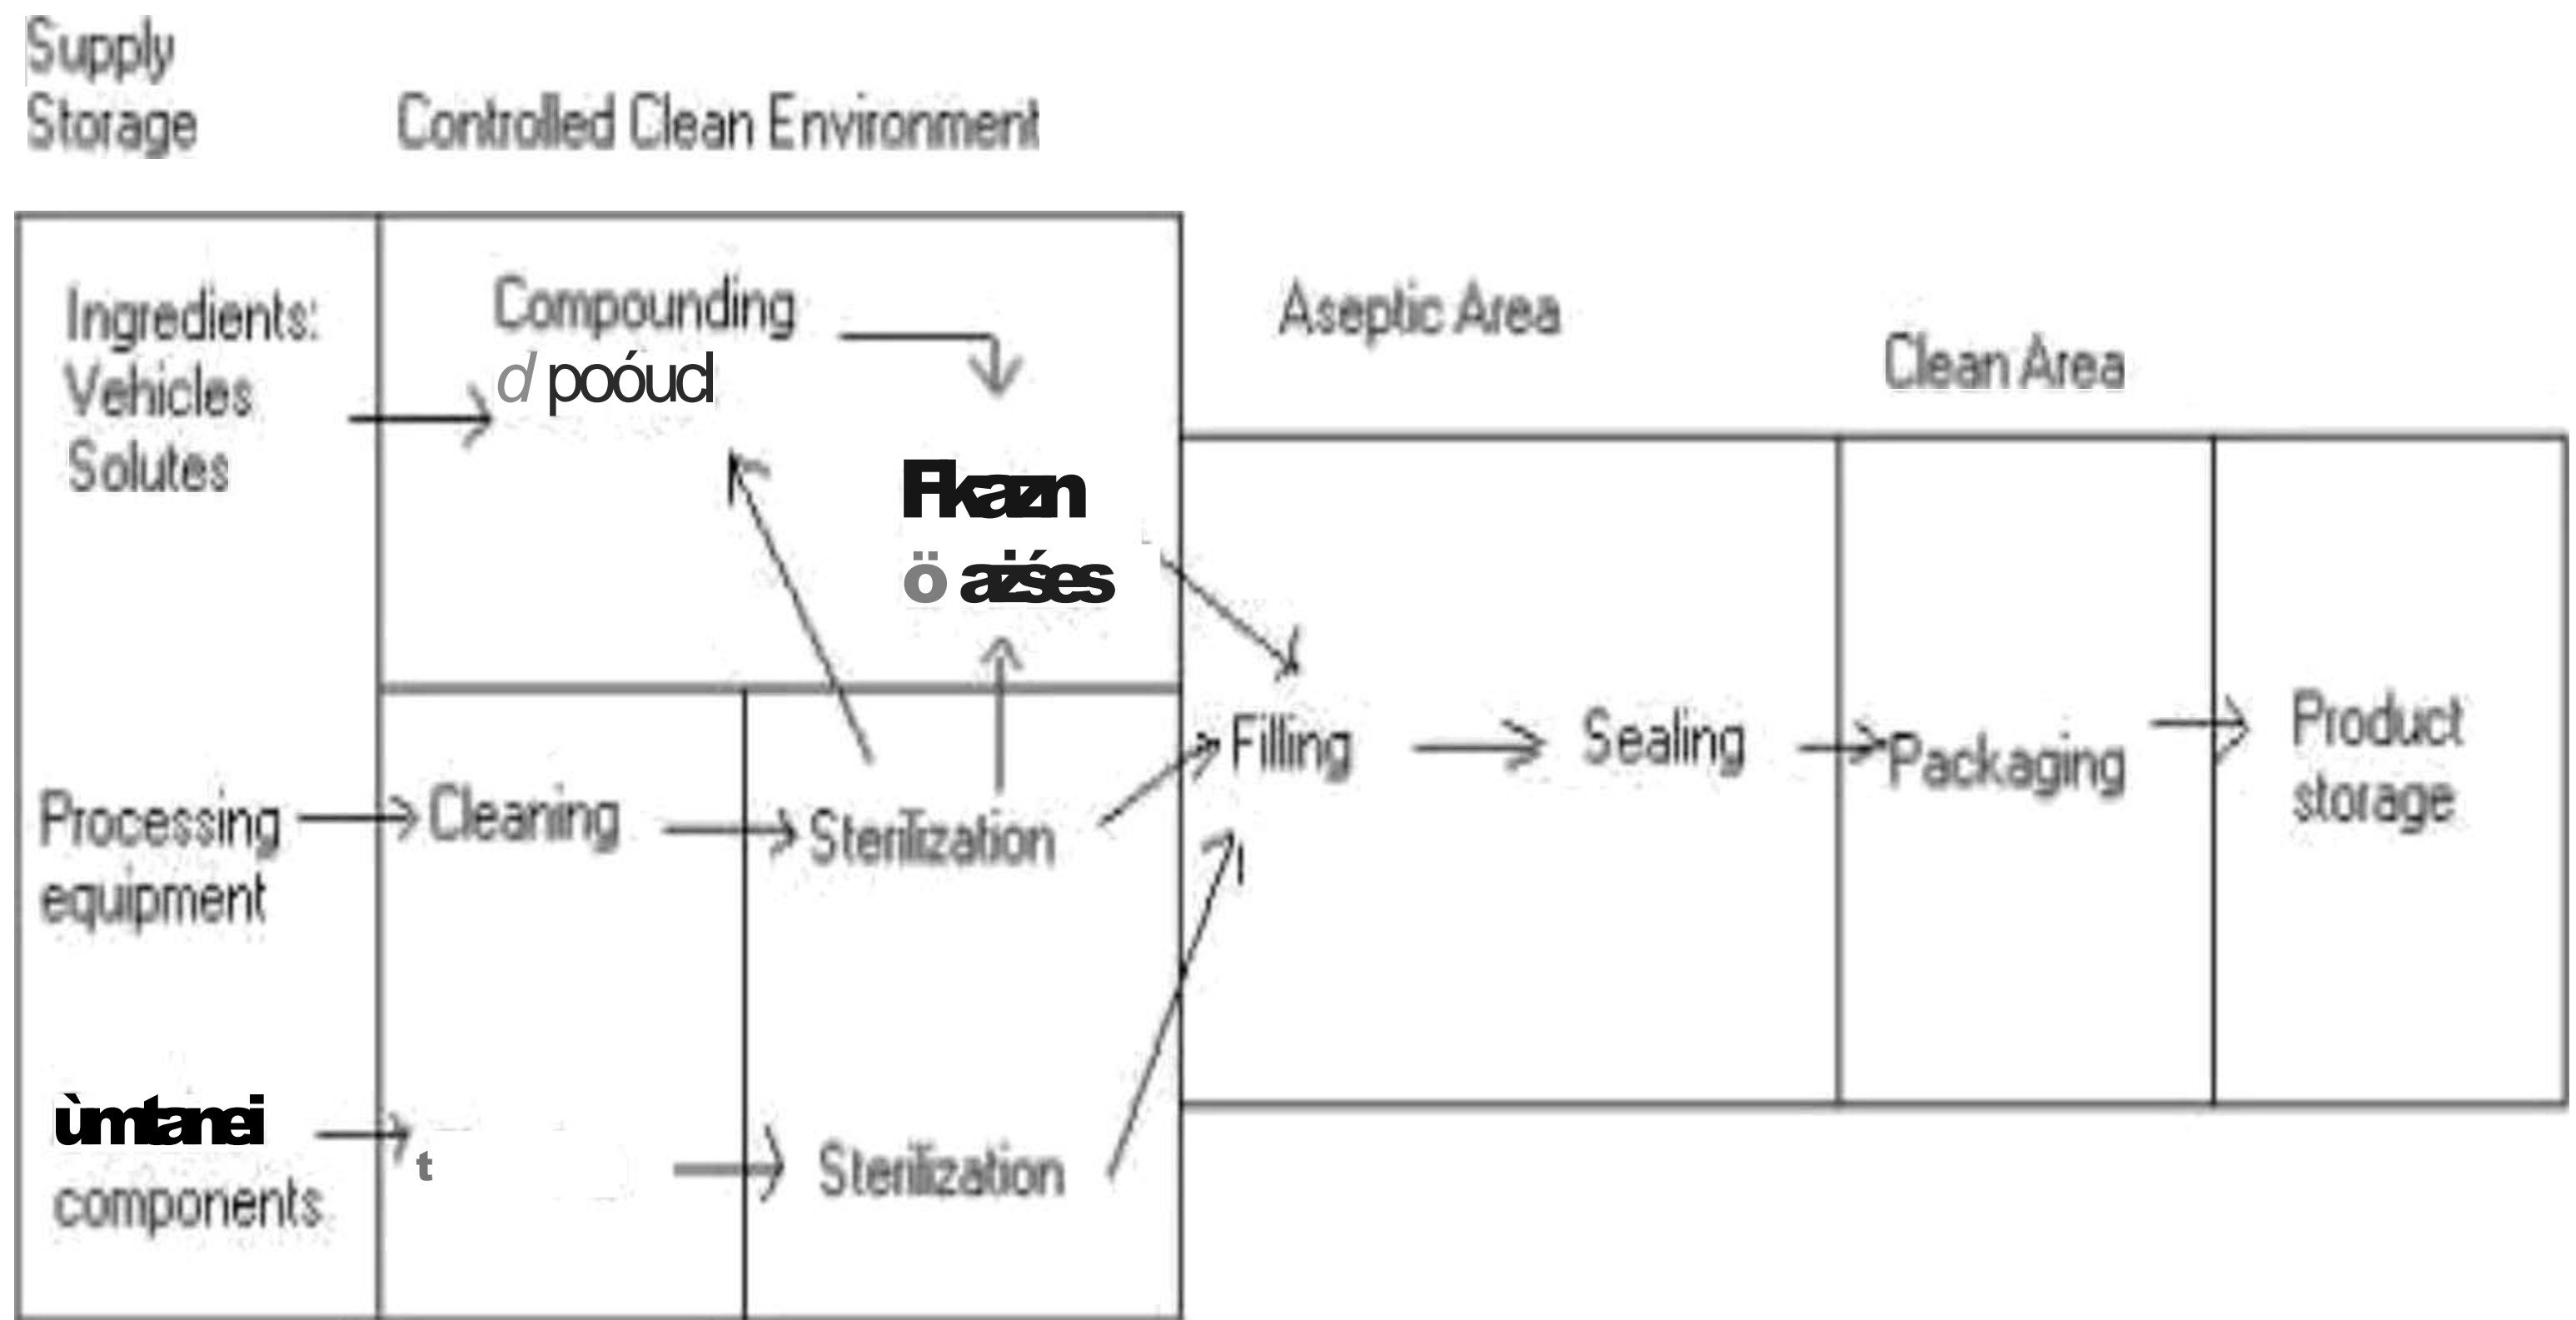 Supply
Storage
Controlled Clean Environment
Ingredients:
Vehicles
Solutes
Compounding
d poóucl
Aseptic Area
Clean Area
Filling
Sealing
Packaging
Product
storage
Processing
equipment
Cleaning
Sterilization
components
t
Sterilization